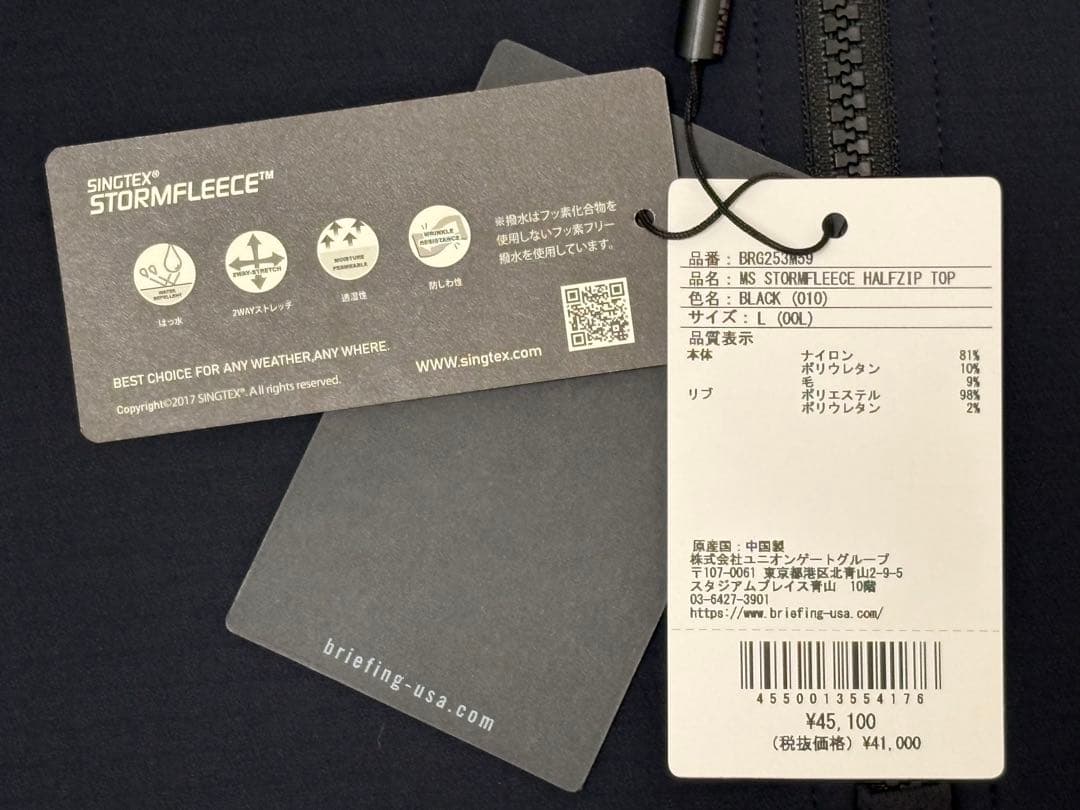 SINGTEX®
STORMFLEECE™
WATER REPELLENT
はっ水
2WAY-STRETCH
2WAYストレッチ
MOISTURE PERMEABLE
透湿性
WRINKLE RESISTANCE
防しわ性
※撥水はフッ素化合物を
使用しないフッ素フリー
撥水を使用しています。
BEST CHOICE FOR ANY WEATHER,ANY WHERE.
WWW.singtex.com
Copyright©2017 SINGTEX®. All rights reserved.
briefing-usa.com
品番：BRG253M59
品名：MS STORMFLEECE HALFZIP TOP
色名：BLACK (010)
サイズ：L (00L)
品質表示
本体 ナイロン 81%
ポリウレタン 10%
毛 9%
リブ ポリエステル 98%
ポリウレタン 2%
原産国：中国製
株式会社ユニオンゲートグループ
〒107-0061 東京都港区北青山2-9-5
スタジアムプレイス青山 10階
03-6427-3901
https://www.briefing-usa.com/
4550013554176
¥45,100
(税抜価格) ¥41,000